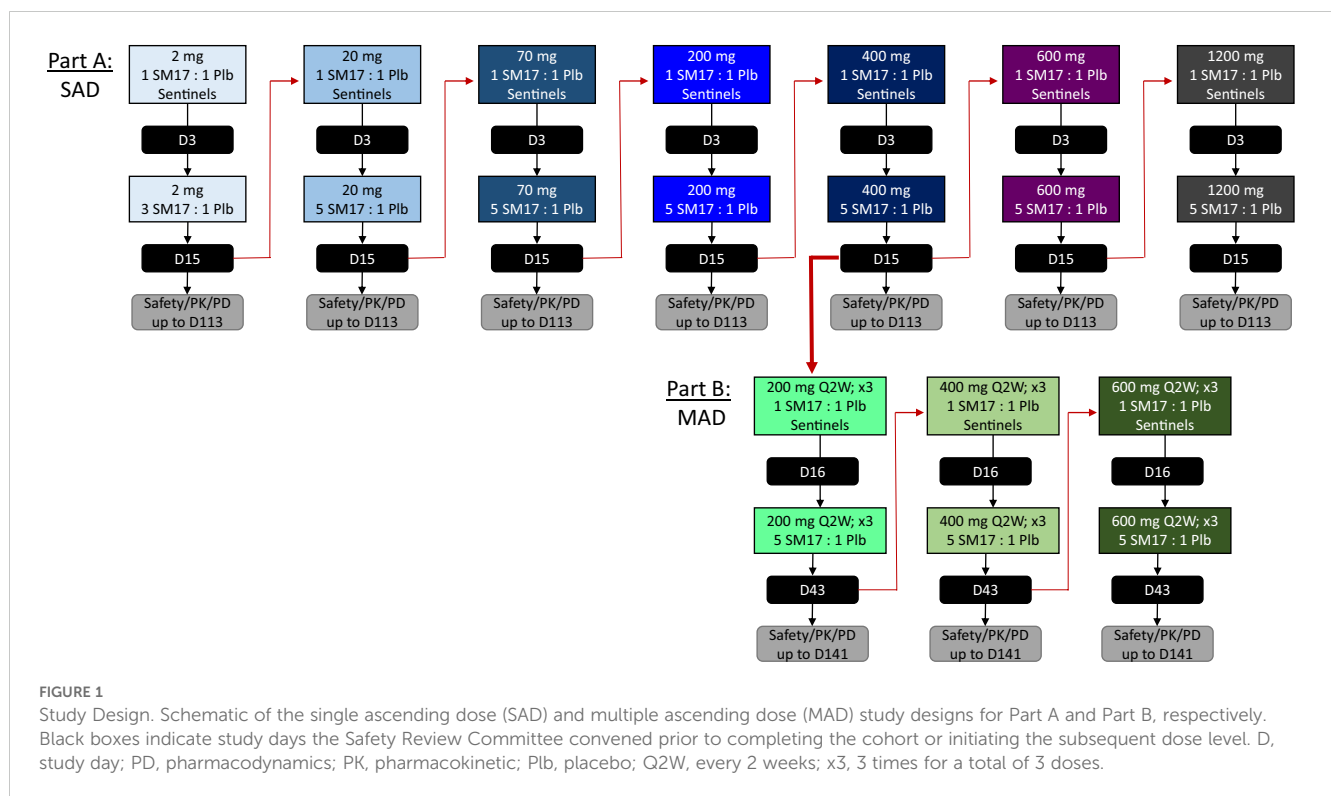 Part A:
SAD
2 mg
1 SM17 : 1 Plb
Sentinels
D3
2 mg
3 SM17 : 1 Plb
D15
Safety/PK/PD
up to D113
20 mg
1 SM17 : 1 Plb
Sentinels
D3
20 mg
5 SM17 : 1 Plb
D15
Safety/PK/PD
up to D113
70 mg
1 SM17 : 1 Plb
Sentinels
D3
70 mg
5 SM17 : 1 Plb
D15
Safety/PK/PD
up to D113
200 mg
1 SM17 : 1 Plb
Sentinels
D3
200 mg
5 SM17 : 1 Plb
D15
Safety/PK/PD
up to D113
400 mg
1 SM17 : 1 Plb
Sentinels
D3
400 mg
5 SM17 : 1 Plb
D15
Safety/PK/PD
up to D113
600 mg
1 SM17 : 1 Plb
Sentinels
D3
600 mg
5 SM17 : 1 Plb
D15
Safety/PK/PD
up to D113
1200 mg
1 SM17 : 1 Plb
Sentinels
D3
1200 mg
5 SM17 : 1 Plb
D15
Safety/PK/PD
up to D113
Part B:
MAD
200 mg Q2W; x3
1 SM17 : 1 Plb
Sentinels
D16
200 mg Q2W; x3
5 SM17 : 1 Plb
D43
Safety/PK/PD
up to D141
400 mg Q2W; x3
1 SM17 : 1 Plb
Sentinels
D16
400 mg Q2W; x3
5 SM17 : 1 Plb
D43
Safety/PK/PD
up to D141
600 mg Q2W; x3
1 SM17 : 1 Plb
Sentinels
D16
600 mg Q2W; x3
5 SM17 : 1 Plb
D43
Safety/PK/PD
up to D141
FIGURE 1
Study Design. Schematic of the single ascending dose (SAD) and multiple ascending dose (MAD) study designs for Part A and Part B, respectively.
Black boxes indicate study days the Safety Review Committee convened prior to completing the cohort or initiating the subsequent dose level. D,
study day; PD, pharmacodynamics; PK, pharmacokinetic; Plb, placebo; Q2W, every 2 weeks; x3, 3 times for a total of 3 doses.